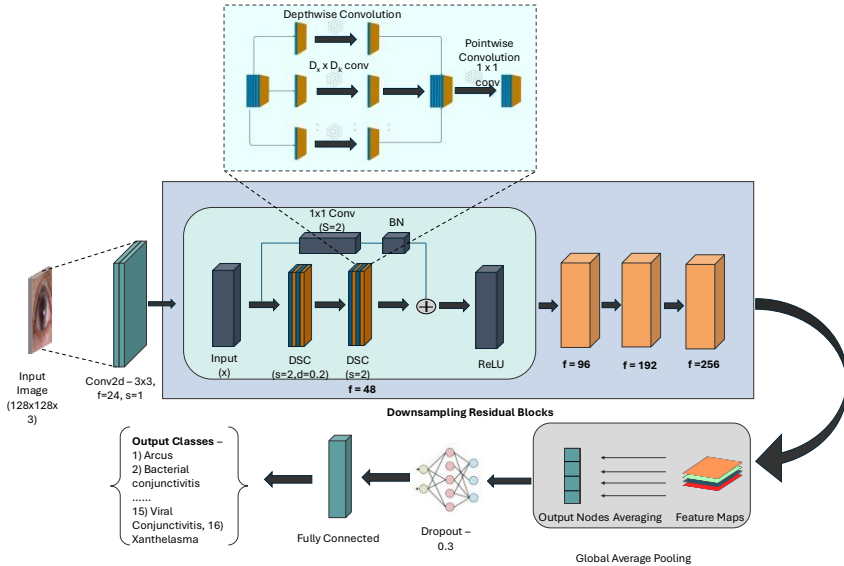 Depthwise Convolution
Dₓ x Dₖ conv
Pointwise
Convolution
1 x 1
conv
1x1 Conv
(S=2)
BN
Input
(x)
DSC
(s=2,d=0.2)
DSC
(s=2)
ReLU
f = 48
f = 96
f = 192
f =256
Input
Image
(128x128x
3)
Conv2d – 3x3,
f=24, s=1
Downsampling Residual Blocks
Output Classes –
1) Arcus
2) Bacterial
conjunctivitis
......
15) Viral
Conjunctivitis, 16)
Xanthelasma
Fully Connected
Dropout –
0.3
Output Nodes
Averaging
Feature Maps
Global Average Pooling